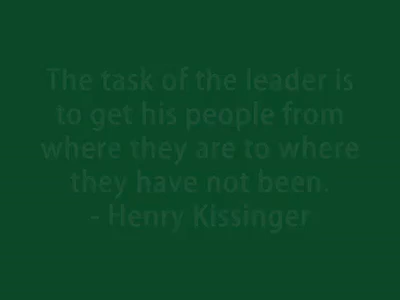 The task of the leader is
to get his people from
where they are to where
they have not been.
- Henry Kissinger